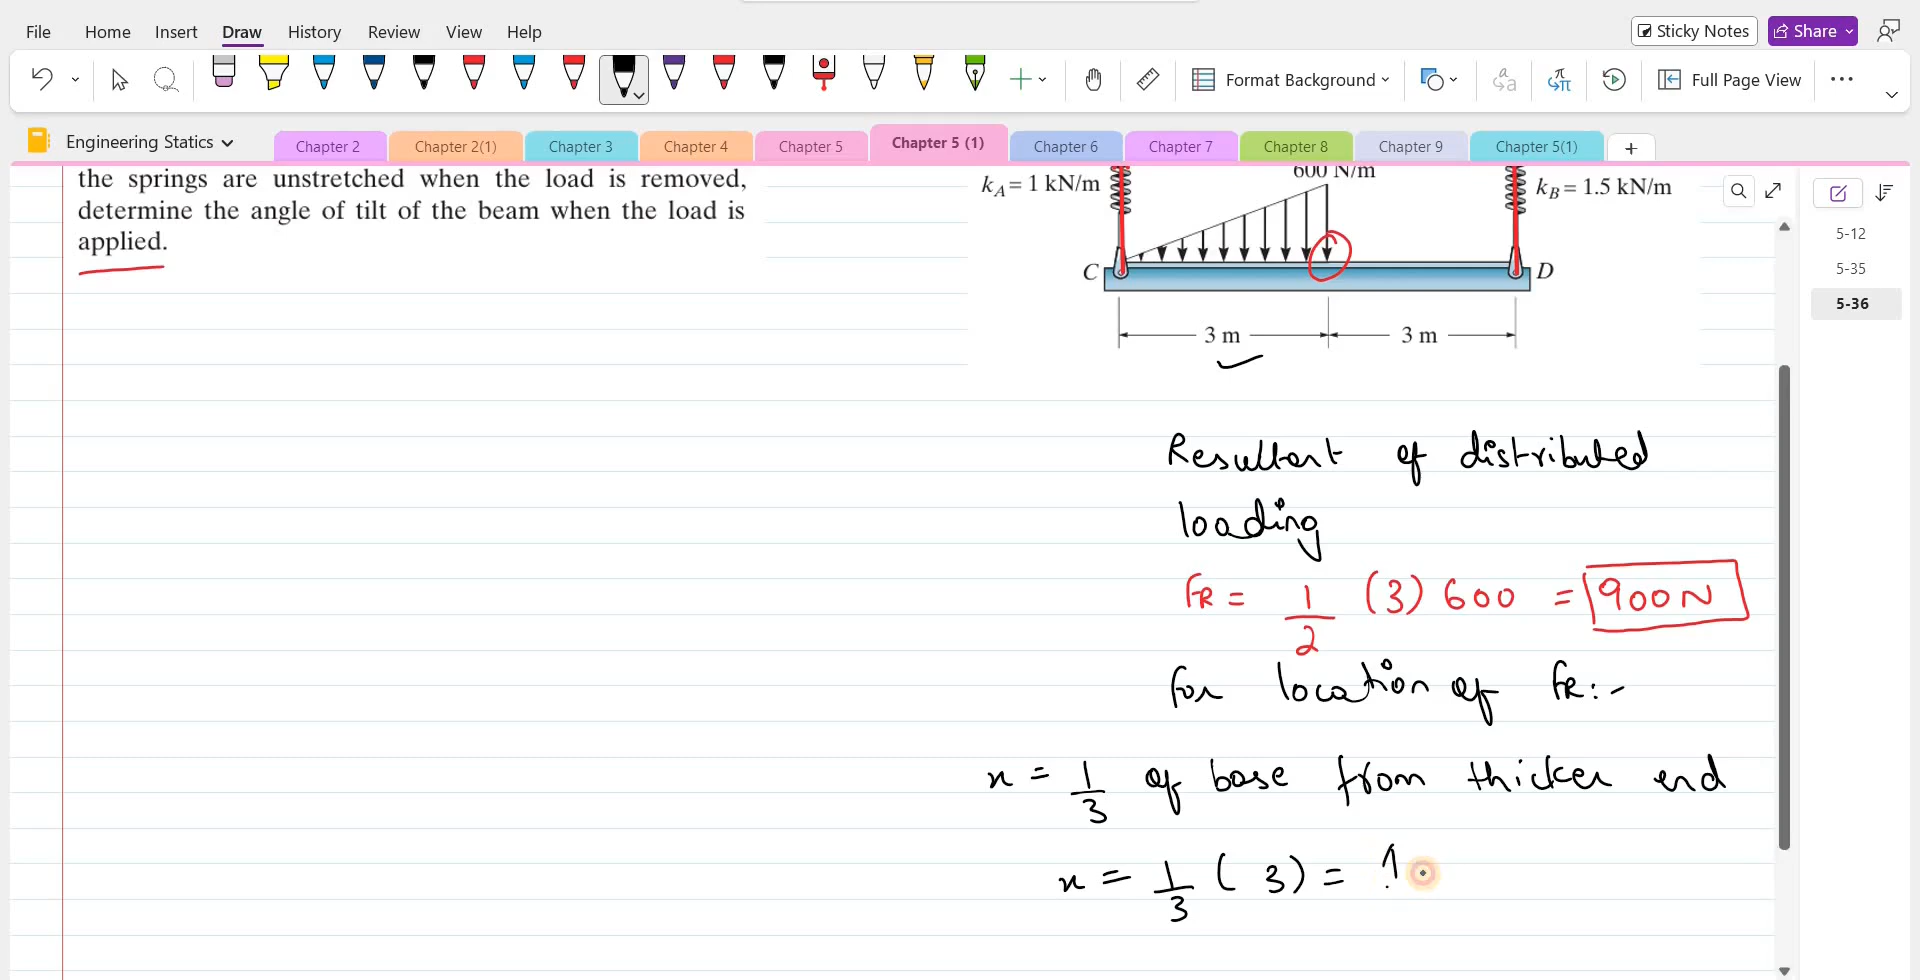 File Home Insert Draw History Review View Help Sticky Notes Share
Format Background Full Page View
Engineering Statics Chapter 2 Chapter 2(1) Chapter 3 Chapter 4 Chapter 5 Chapter 5 (1) Chapter 6 Chapter 7 Chapter 8 Chapter 9 Chapter 5(1)
the springs are unstretched when the load is removed,
determine the angle of tilt of the beam when the load is
applied.
600 N/m
k_A = 1 kN/m
k_B = 1.5 kN/m
C
D
3 m 3 m
5-12
5-35
5-36
Resultant of distributed
loading
FR = 1/2 (3) 600 = 900N
For location of FR:-
x = 1/3 of base from thicker end
x = 1/3 (3) = 1